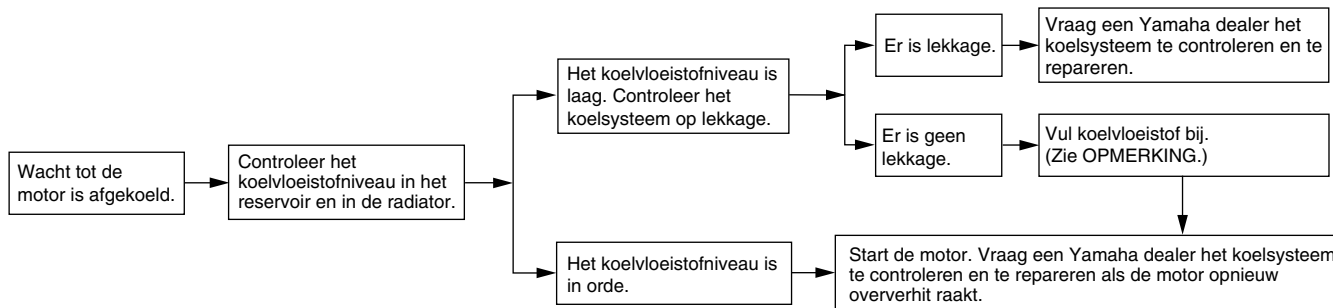 Wacht tot de
motor is afgekoeld.
Controleer het
koelvloeistofniveau in het
reservoir en in de radiator.
Het koelvloeistofniveau is
laag. Controleer het
koelsysteem op lekkage.
Er is lekkage.
Vraag een Yamaha dealer het
koelsysteem te controleren en te
repareren.
Er is geen
lekkage.
Vul koelvloeistof bij.
(Zie OPMERKING.)
Het koelvloeistofniveau is
in orde.
Start de motor. Vraag een Yamaha dealer het koelsysteem
te controleren en te repareren als de motor opnieuw
oververhit raakt.